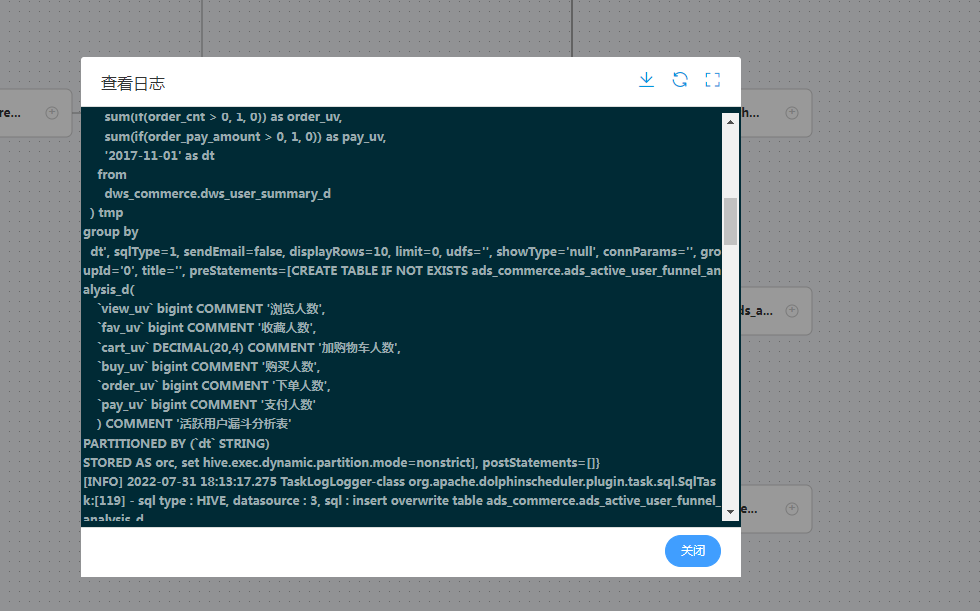 查看日志
re...
h...
sum(if(order_cnt > 0, 1, 0)) as order_uv,
sum(if(order_pay_amount > 0, 1, 0)) as pay_uv,
'2017-11-01' as dt
from
dws_commerce.dws_user_summary_d
) tmp
group by
dt', sqlType=1, sendEmail=false, displayRows=10, limit=0, udfs='', showType='null', connParams='', gro
upId='0', title='', preStatements=[CREATE TABLE IF NOT EXISTS ads_commerce.ads_active_user_funnel_an
alysis_d(
`view_uv` bigint COMMENT '浏览人数',
ds_a...
`fav_uv` bigint COMMENT '收藏人数',
`cart_uv` DECIMAL(20,4) COMMENT '加购物车人数',
`buy_uv` bigint COMMENT '购买人数',
`order_uv` bigint COMMENT '下单人数',
`pay_uv` bigint COMMENT '支付人数'
) COMMENT '活跃用户漏斗分析表'
PARTITIONED BY (`dt` STRING)
STORED AS orc, set hive.exec.dynamic.partition.mode=nonstrict], postStatements=[]}
[INFO] 2022-07-31 18:13:17.275 TaskLogLogger-class org.apache.dolphinscheduler.plugin.task.sql.SqlTas
k:[119] - sql type : HIVE, datasource : 3, sql : insert overwrite table ads_commerce.ads_active_user_funnel_
analysis_d
e...
关闭